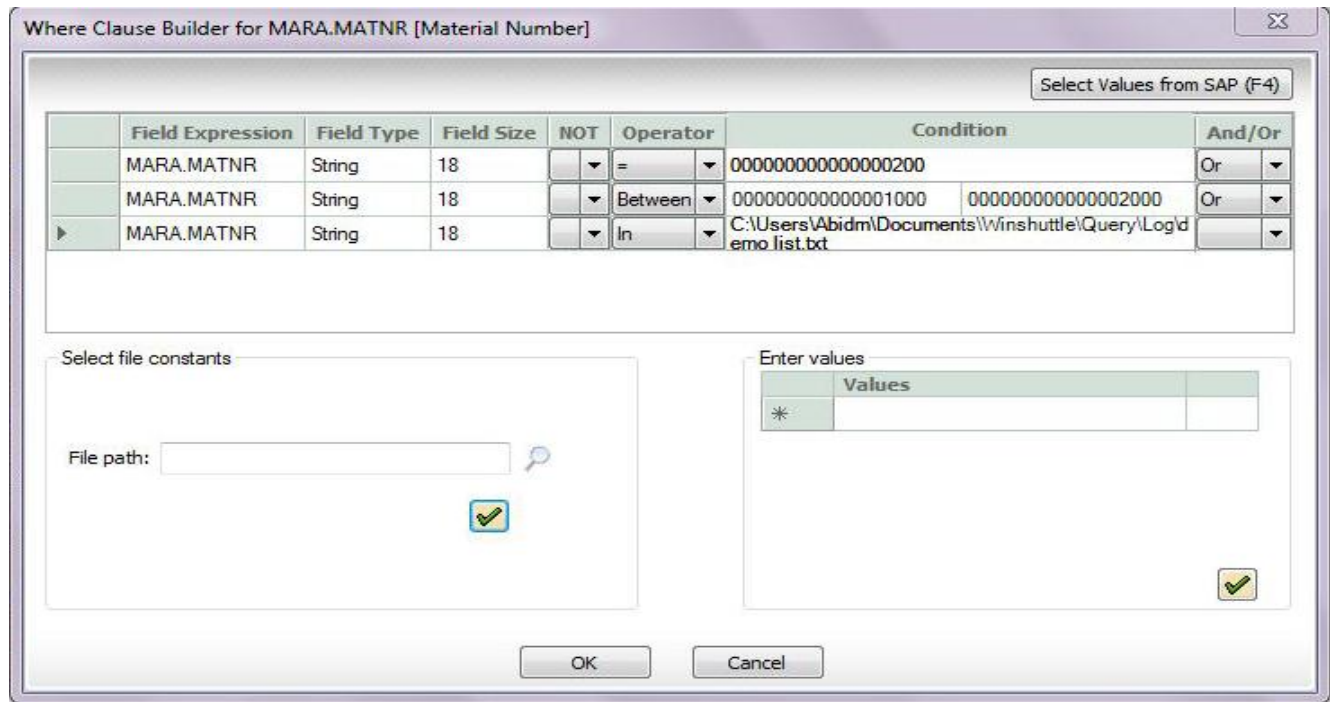 Where Clause Builder for MARA.MATNR [Material Number]
Select Values from SAP (F4)
Field Expression Field Type Field Size NOT Operator Condition And/Or
MARA.MATNR String 18 = 000000000000000200 Or
MARA.MATNR String 18 Between 000000000000001000 000000000000002000 Or
MARA.MATNR String 18 In C:\Users\Abidm\Documents\Winshuttle\Query\Log\d
emo list.txt
Select file constants
Enter values
Values
File path:
OK Cancel